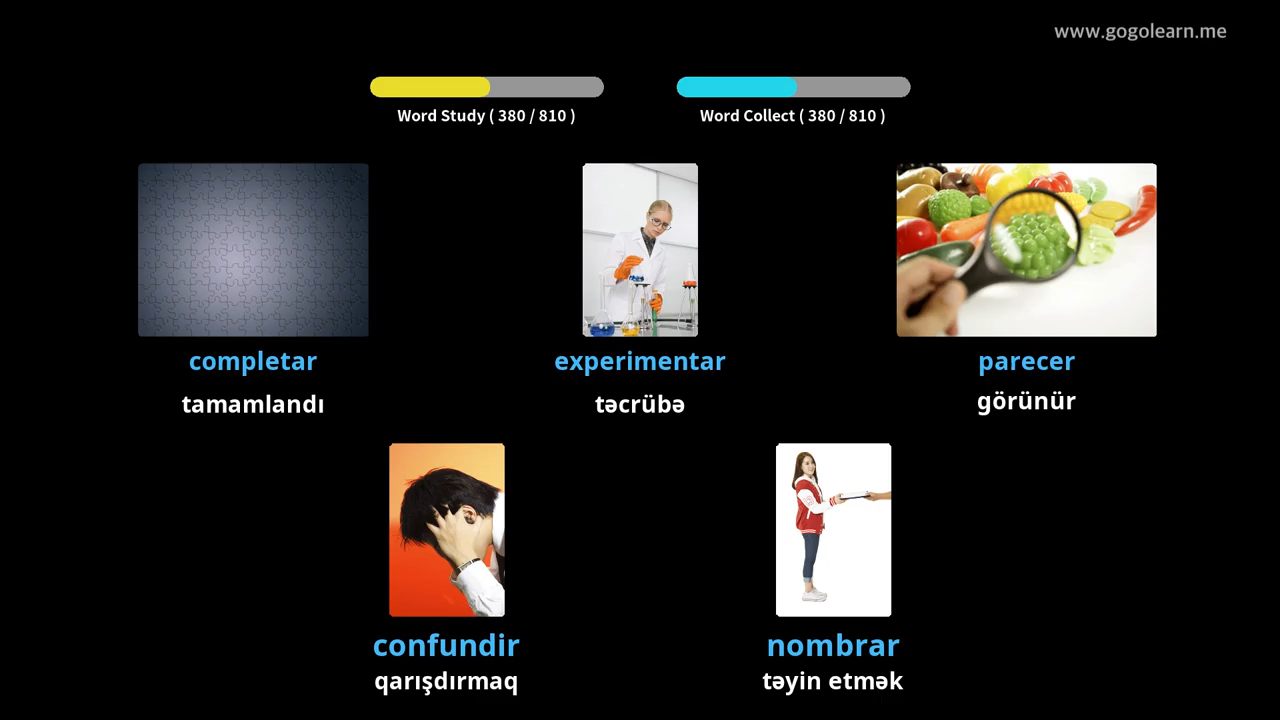 www.gogolearn.me
Word Study ( 380 / 810 )
Word Collect ( 380 / 810 )
completar
experimentar
parecer
tamamlandı
təcrübə
görünür
confundir
nombrar
qarışdırmaq
təyin etmək